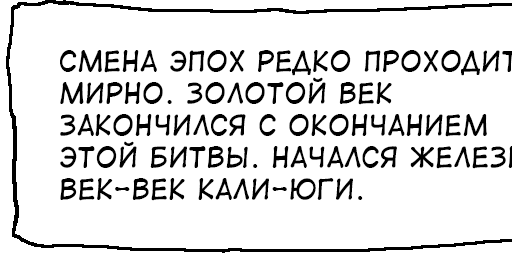 СМЕНА ЭПОХ РЕДКО ПРОХОДИТ
МИРНО. ЗОЛОТОЙ ВЕК
ЗАКОНЧИЛСЯ С ОКОНЧАНИЕМ
ЭТОЙ БИТВЫ. НАЧАЛСЯ
ВЕК-ВЕК КАЛИ-ЮГИ.